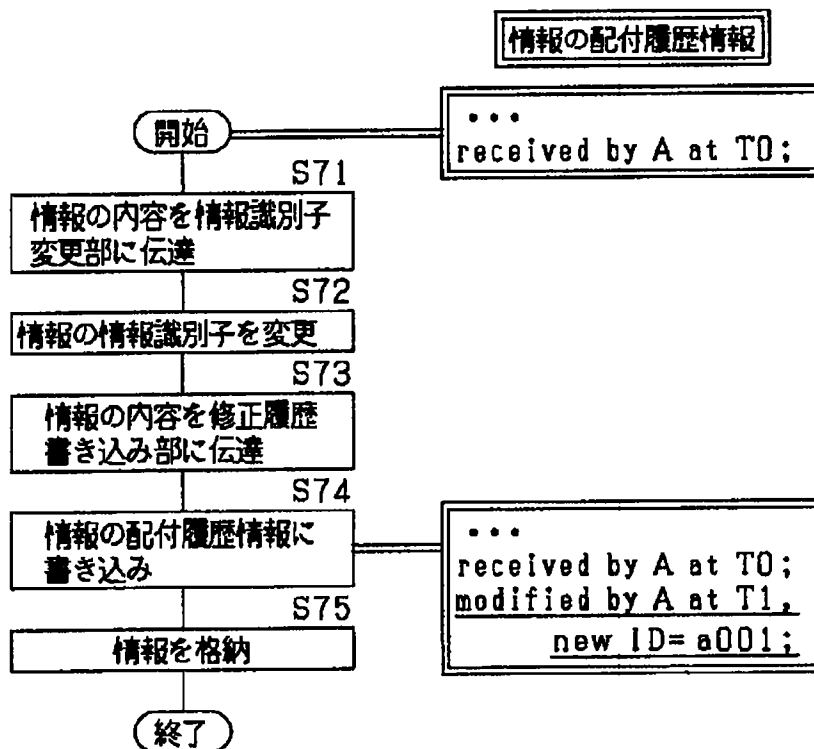 情報の配付履歴情報
開始
• • •
received by A at T0;
S71
情報の内容を情報識別子
変更部に伝達
S72
情報の情報識別子を変更
S73
情報の内容を修正履歴
書き込み部に伝達
S74
情報の配付履歴情報に
書き込み
• • •
received by A at T0;
modified by A at T1,
new ID= a001;
S75
情報を格納
終了